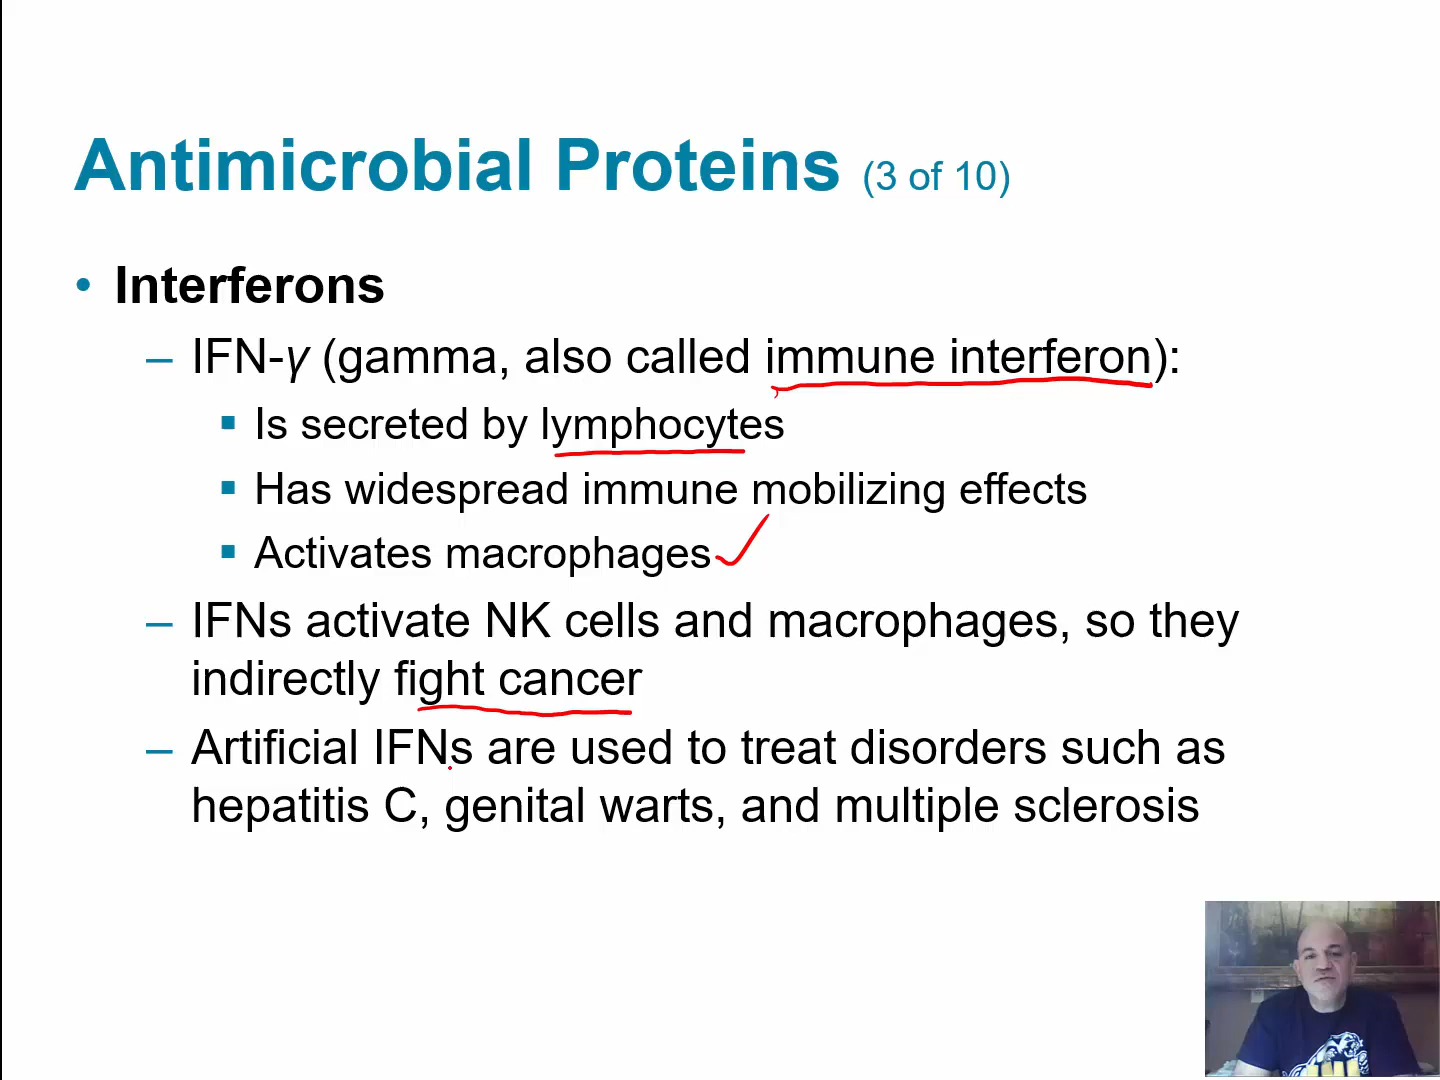 Antimicrobial Proteins (3 of 10)
• Interferons
– IFN-γ (gamma, also called immune interferon):
▪ Is secreted by lymphocytes
▪ Has widespread immune mobilizing effects
▪ Activates macrophages
– IFNs activate NK cells and macrophages, so they
indirectly fight cancer
– Artificial IFNs are used to treat disorders such as
hepatitis C, genital warts, and multiple sclerosis